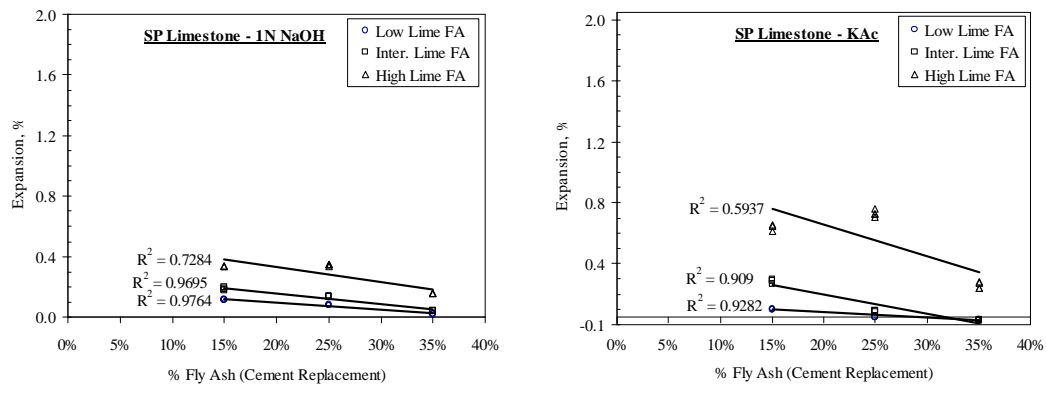 SP Limestone - 1N NaOH
Low Lime FA
Inter. Lime FA
High Lime FA
Expansion, %
2.0
1.6
1.2
0.8
0.4
0.0
R² = 0.7284
R² = 0.9695
R² = 0.9764
0% 5% 10% 15% 20% 25% 30% 35% 40%
% Fly Ash (Cement Replacement)
SP Limestone - KAc
Low Lime FA
Inter. Lime FA
High Lime FA
Expansion, %
2.0
1.6
1.2
0.8
0.4
-0.1
R² = 0.5937
R² = 0.909
R² = 0.9282
0% 5% 10% 15% 20% 25% 30% 35% 40%
% Fly Ash (Cement Replacement)